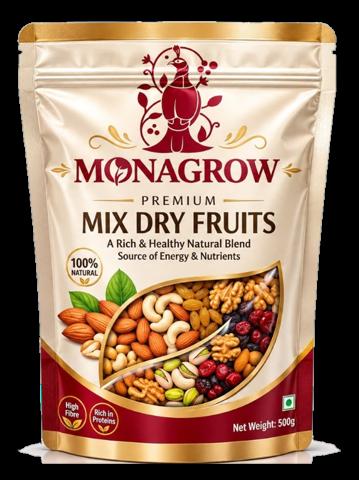 MONAGROW
PREMIUM
MIX DRY FRUITS
A Rich & Healthy Natural Blend
Source of Energy & Nutrients
100%
NATURAL
High
Fibre
Rich in
Proteins
Net Weight: 500g